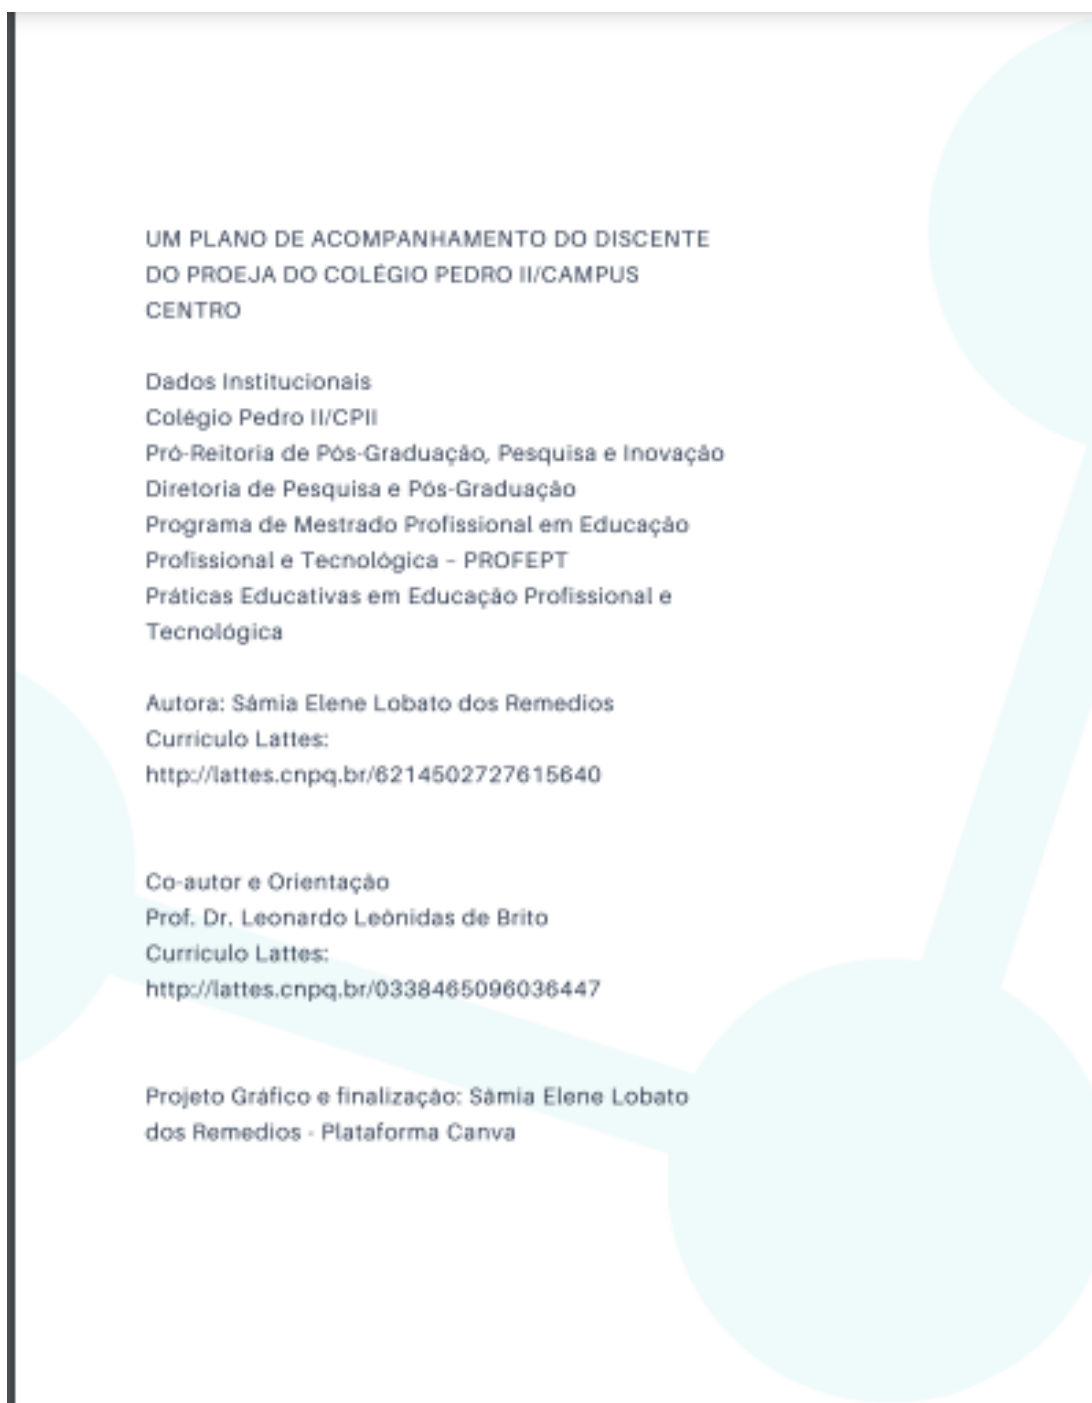 UM PLANO DE ACOMPANHAMENTO DO DISCENTE
DO PROEJA DO COLÉGIO PEDRO II/CAMPUS
CENTRO
Dados Institucionais
Colégio Pedro II/CPII
Pró-Reitoria de Pós-Graduação, Pesquisa e Inovação
Diretoria de Pesquisa e Pós-Graduação
Programa de Mestrado Profissional em Educação
Profissional e Tecnológica – PROFEPT
Práticas Educativas em Educação Profissional e
Tecnológica
Autora: Sâmia Elene Lobato dos Remedios
Currículo Lattes:
http://lattes.cnpq.br/6214502727615640
Co-autor e Orientação
Prof. Dr. Leonardo Leônidas de Brito
Currículo Lattes:
http://lattes.cnpq.br/0338465096036447
Projeto Gráfico e finalização: Sâmia Elene Lobato
dos Remedios - Plataforma Canva